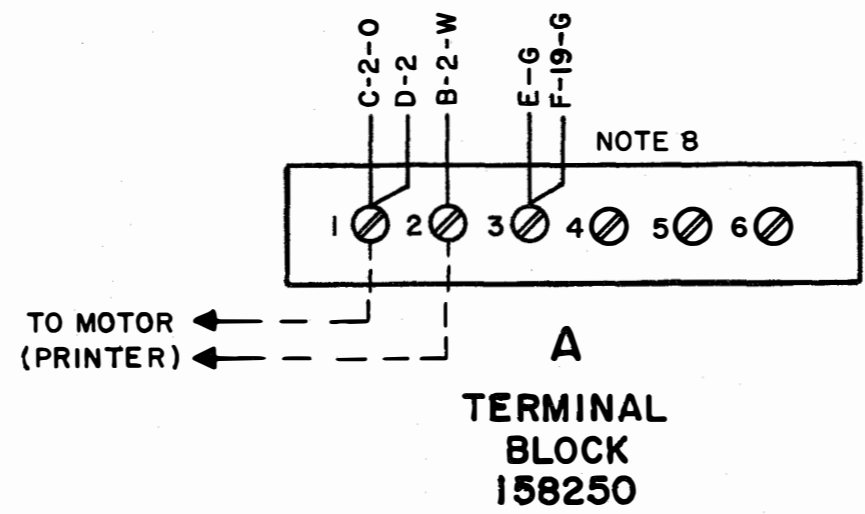 C-2-O
D-2
B-2-W
E-G
F-19-G
NOTE 8
1 2 3 4 5 6
TO MOTOR
(PRINTER)
A
TERMINAL
BLOCK
158250